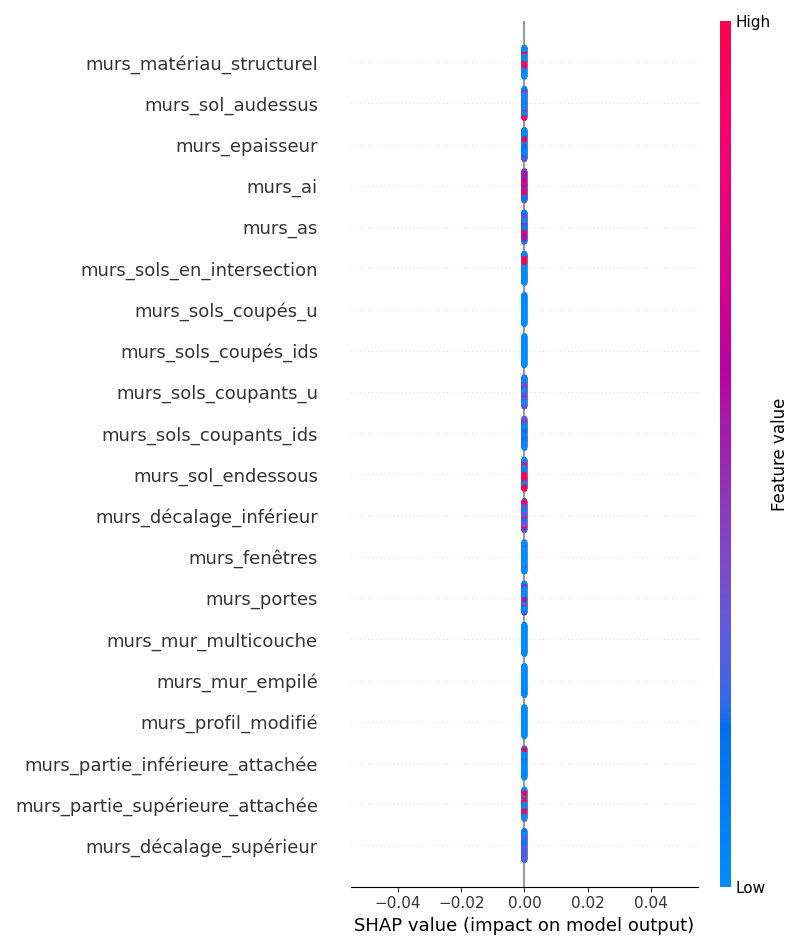 High
murs_matériau_structurel
murs_sol_audessus
murs_epaisseur
murs_ai
murs_as
murs_sols_en_intersection
murs_sols_coupés_u
murs_sols_coupés_ids
murs_sols_coupants_u
murs_sols_coupants_ids
murs_sol_endessous
murs_décalage_inférieur
murs_fenêtres
murs_portes
murs_mur_multicouche
murs_mur_empilé
murs_profil_modifié
murs_partie_inférieure_attachée
murs_partie_supérieure_attachée
murs_décalage_supérieur
Feature value
Low
−0.04 −0.02 0.00 0.02 0.04
SHAP value (impact on model output)